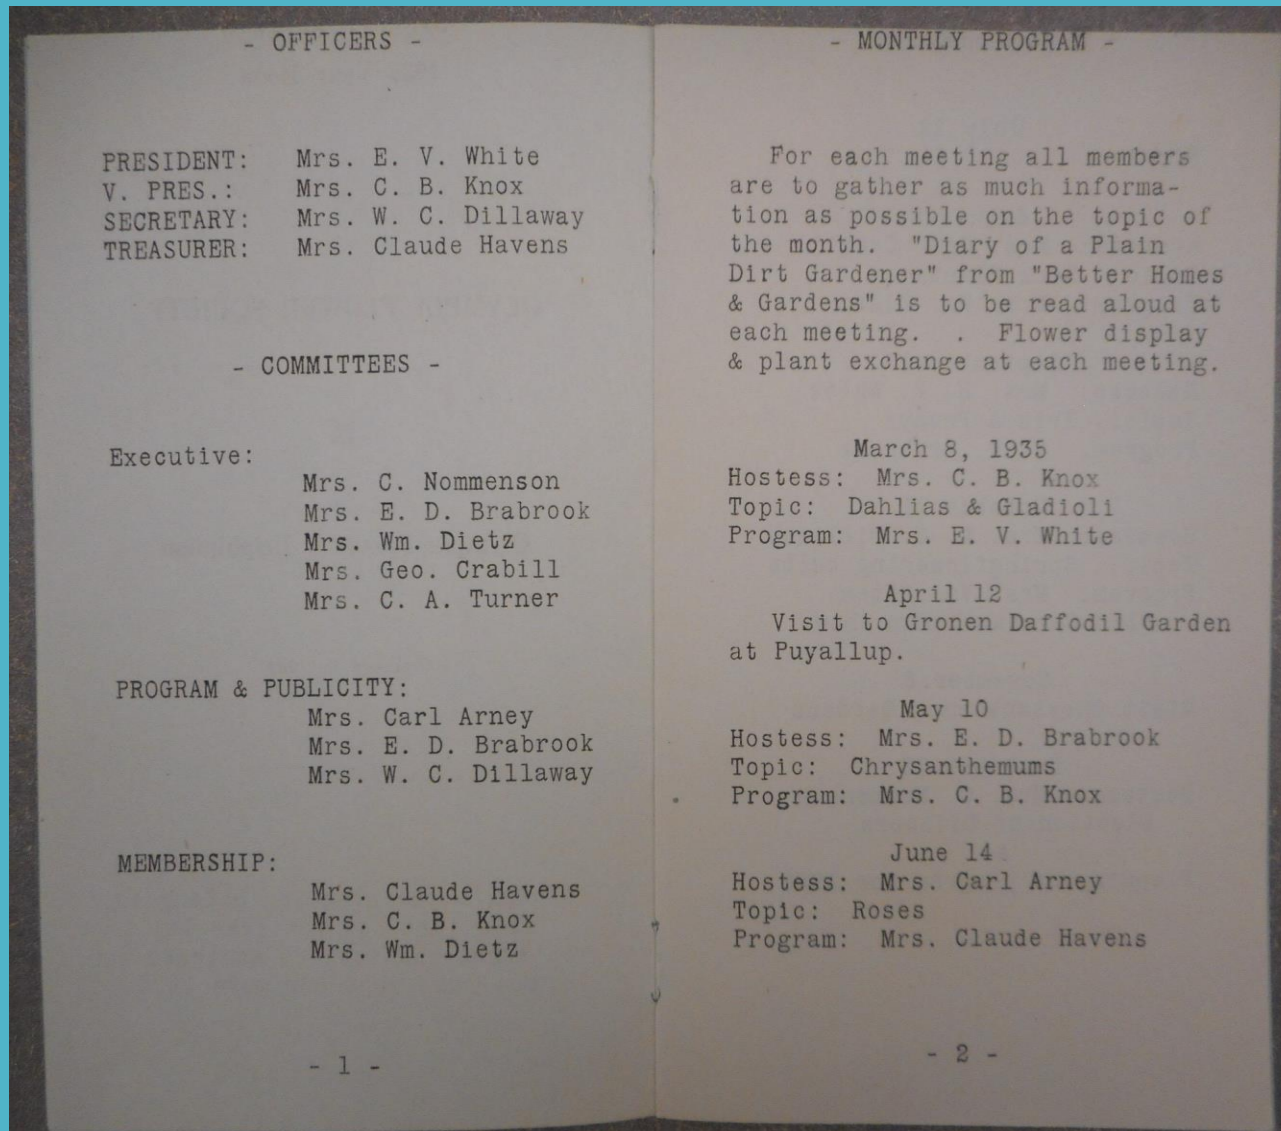 - OFFICERS -
PRESIDENT: Mrs. E. V. White
V. PRES.: Mrs. C. B. Knox
SECRETARY: Mrs. W. C. Dillaway
TREASURER: Mrs. Claude Havens
- COMMITTEES -
Executive:
Mrs. C. Nommenson
Mrs. E. D. Brabrook
Mrs. Wm. Dietz
Mrs. Geo. Crabill
Mrs. C. A. Turner
PROGRAM & PUBLICITY:
Mrs. Carl Arney
Mrs. E. D. Brabrook
Mrs. W. C. Dillaway
MEMBERSHIP:
Mrs. Claude Havens
Mrs. C. B. Knox
Mrs. Wm. Dietz
- 1 -
- MONTHLY PROGRAM -
For each meeting all members
are to gather as much informa-
tion as possible on the topic of
the month. "Diary of a Plain
Dirt Gardener" from "Better Homes
& Gardens" is to be read aloud at
each meeting. . Flower display
& plant exchange at each meeting.
March 8, 1935
Hostess: Mrs. C. B. Knox
Topic: Dahlias & Gladioli
Program: Mrs. E. V. White
April 12
Visit to Gronen Daffodil Garden
at Puyallup.
May 10
Hostess: Mrs. E. D. Brabrook
Topic: Chrysanthemums
Program: Mrs. C. B. Knox
June 14
Hostess: Mrs. Carl Arney
Topic: Roses
Program: Mrs. Claude Havens
- 2 -